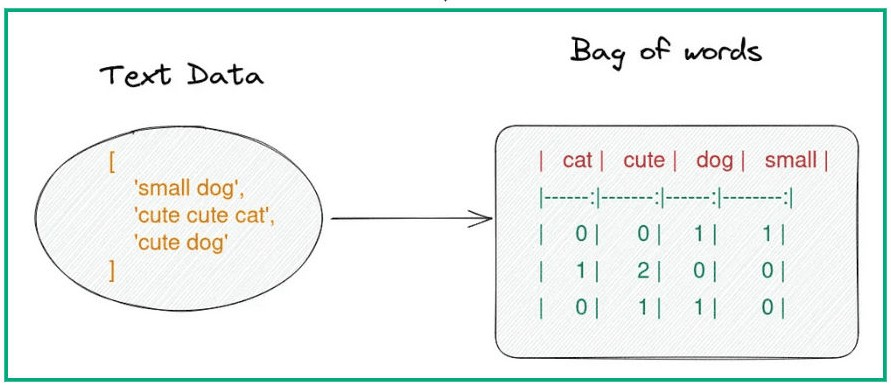 Text Data
[
'small dog',
'cute cute cat',
'cute dog'
]
Bag of words
| cat | cute | dog | small |
|------:|-------:|------:|--------:|
| 0 | 0 | 1 | 1 |
| 1 | 2 | 0 | 0 |
| 0 | 1 | 1 | 0 |